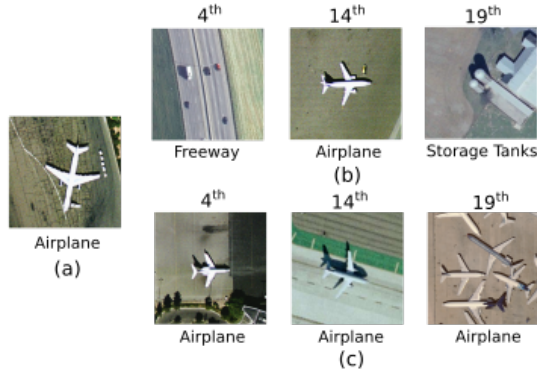 4th 14th 19th
Freeway Airplane Storage Tanks
(b)
Airplane
(a)
4th 14th 19th
Airplane Airplane Airplane
(c)